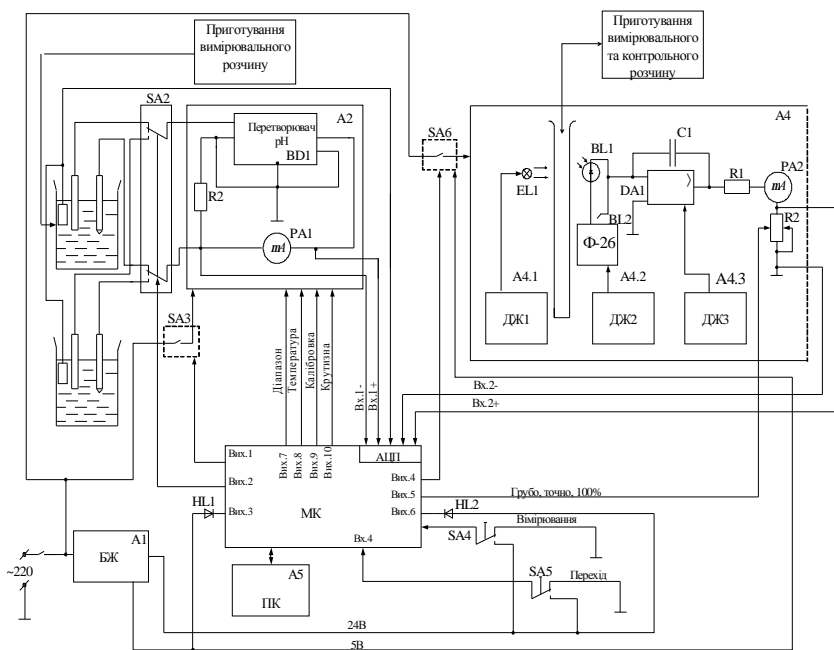 Приготування
вимірювального
розчину
Приготування
вимірювального
та контрольного
розчину
SA2
A2
Перетворювач
pH
BD1
R2
PA1
mA
SA3
SA6
A4
BL1
C1
EL1
DA1
R1
PA2
mA
BL2
R2
Ф-26
A4.1
A4.2
A4.3
ДЖ1
ДЖ2
ДЖ3
Діапазон
Температура
Калібровка
Крутизна
Вх.1 -
Вх.1 +
Вх.2-
Вх.2+
Вих.1
Вих.2
Вих.3
Вих.7
Вих.8
Вих.9
Вих.10
АЦП
Вих.4
Вих.5
Вих.6
МК
Вх.4
Грубо, точно, 100%
HL1
HL2
Вімірювання
SA4
SA5
Перехід
A1
БЖ
~220
A5
ПК
24В
5В